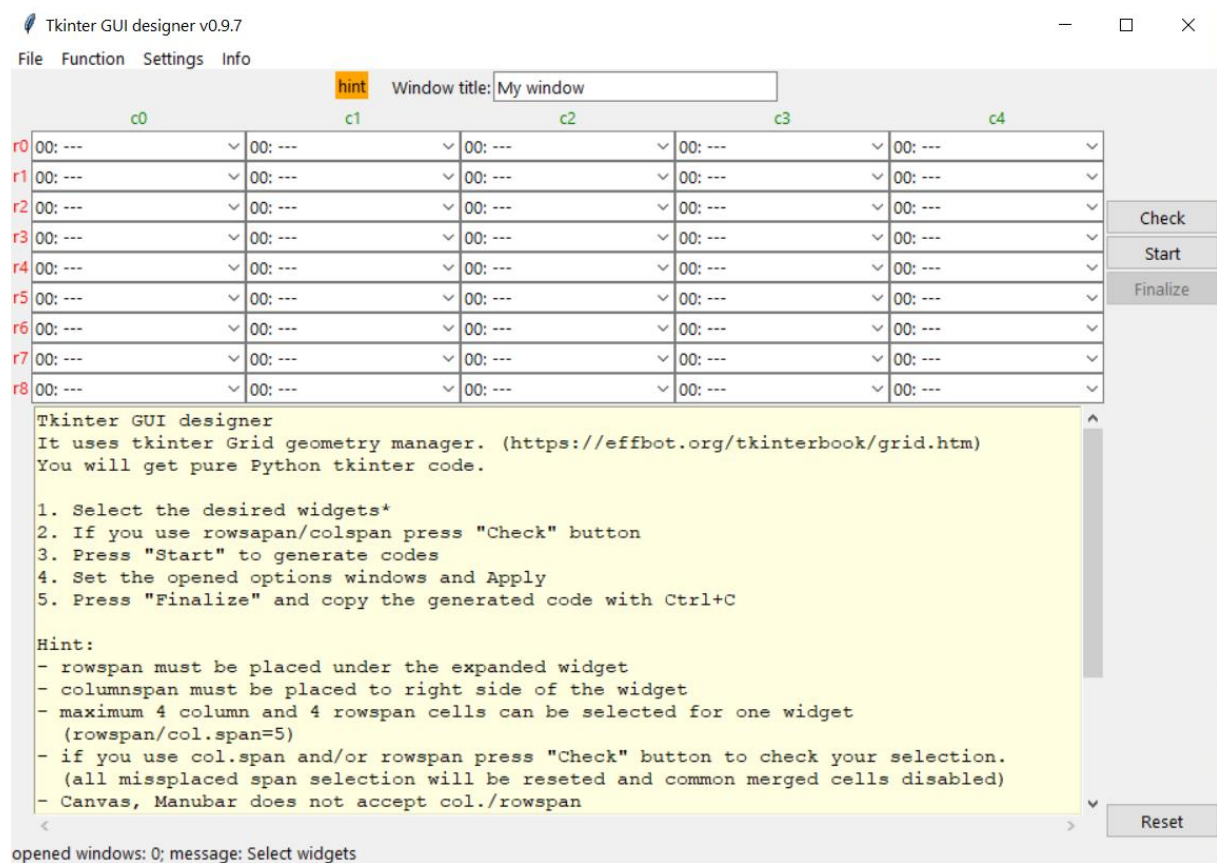 Tkinter GUI designer v0.9.7
File Function Settings Info
hint Window title: My window
c0 c1 c2 c3 c4
r0 00: --- 00: --- 00: --- 00: --- 00: ---
r1 00: --- 00: --- 00: --- 00: --- 00: ---
r2 00: --- 00: --- 00: --- 00: --- 00: ---
Check
r3 00: --- 00: --- 00: --- 00: --- 00: ---
Start
r4 00: --- 00: --- 00: --- 00: --- 00: ---
r5 00: --- 00: --- 00: --- 00: --- 00: ---
Finalize
r6 00: --- 00: --- 00: --- 00: --- 00: ---
r7 00: --- 00: --- 00: --- 00: --- 00: ---
r8 00: --- 00: --- 00: --- 00: --- 00: ---
Tkinter GUI designer
It uses tkinter Grid geometry manager. (https://effbot.org/tkinterbook/grid.htm)
You will get pure Python tkinter code.
1. Select the desired widgets*
2. If you use rowsapan/colspan press "Check" button
3. Press "Start" to generate codes
4. Set the opened options windows and Apply
5. Press "Finalize" and copy the generated code with Ctrl+C
Hint:
- rowspan must be placed under the expanded widget
- columnspan must be placed to right side of the widget
- maximum 4 column and 4 rowspan cells can be selected for one widget
(rowspan/col.span=5)
- if you use col.span and/or rowspan press "Check" button to check your selection.
(all missplaced span selection will be reseted and common merged cells disabled)
- Canvas, Manubar does not accept col./rowspan
Reset
opened windows: 0; message: Select widgets